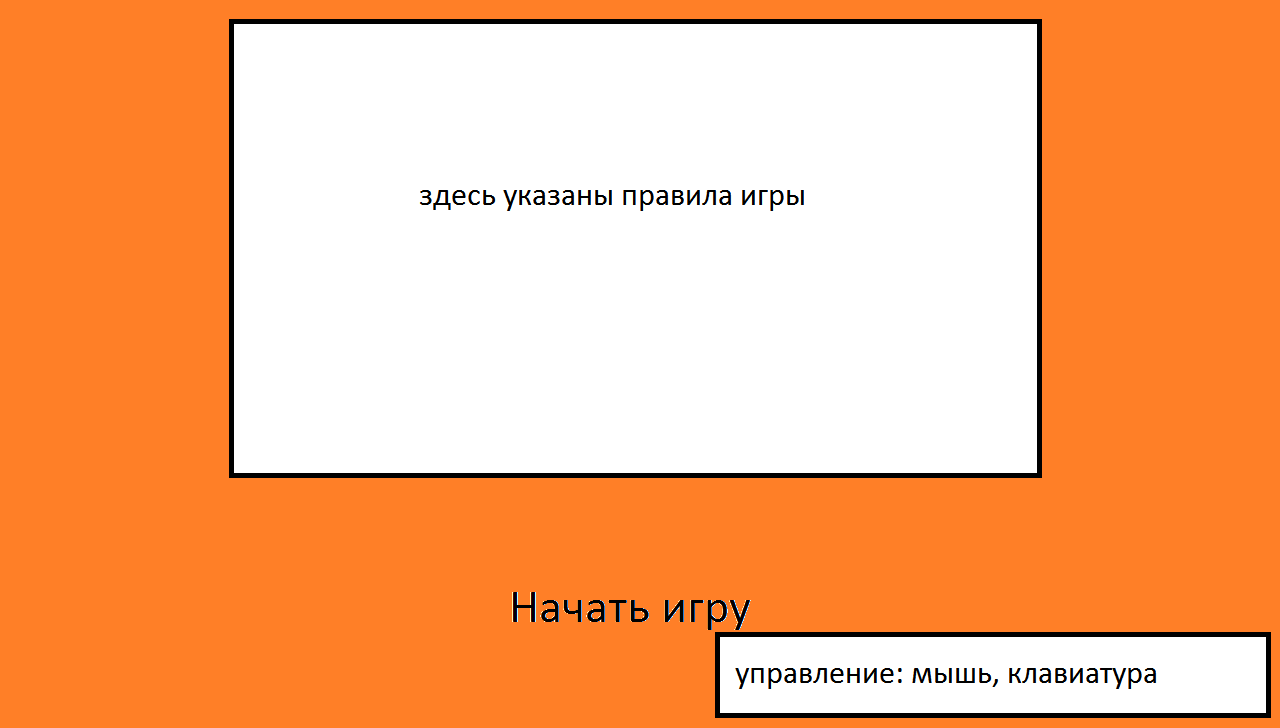 здесь указаны правила игры
Начать игру
управление: мышь, клавиатура